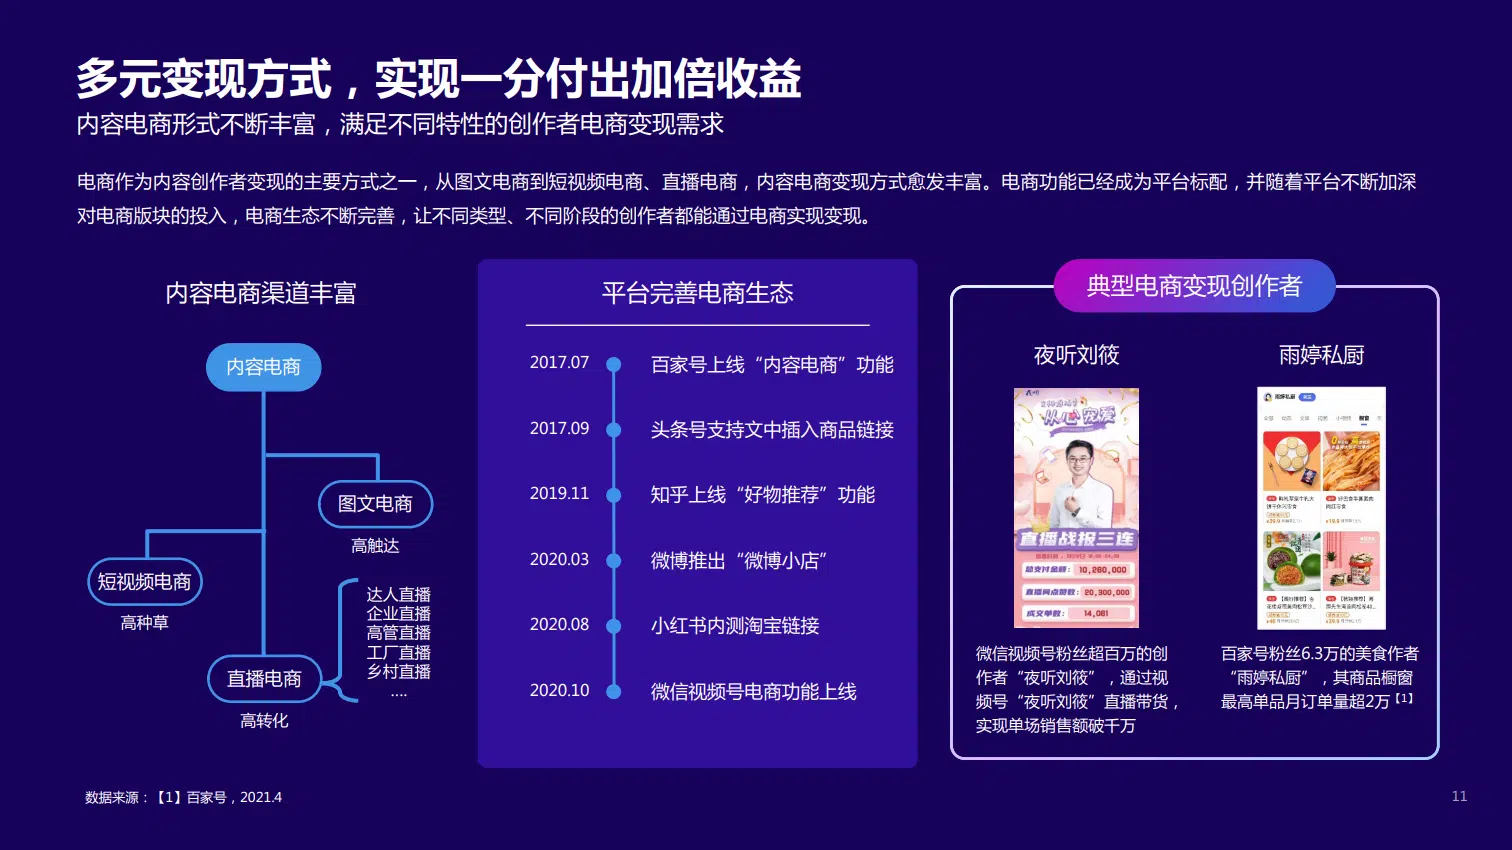 多元变现方式，实现一分付出加倍收益
内容电商形式不断丰富，满足不同特性的创作者电商变现需求
电商作为内容创作者变现的主要方式之一，从图文电商到短视频电商、直播电商，内容电商变现方式愈发丰富。电商功能已经成为平台标配，并随着平台不断加深
对电商版块的投入，电商生态不断完善，让不同类型、不同阶段的创作者都能通过电商实现变现。
内容电商渠道丰富
内容电商
图文电商
高触达
短视频电商
高种草
直播电商
高转化
达人直播
企业直播
高管直播
工厂直播
乡村直播
....
平台完善电商生态
2017.07 百家号上线“内容电商”功能
2017.09 头条号支持文中插入商品链接
2019.11 知乎上线“好物推荐”功能
2020.03 微博推出“微博小店”
2020.08 小红书内测淘宝链接
2020.10 微信视频号电商功能上线
典型电商变现创作者
夜听刘筱
从心宠爱
直播战报三连
总支付金额： 10,260,000
直播间点赞数： 20,300,000
成交单数： 14,081
微信视频号粉丝超百万的创
作者“夜听刘筱”，通过视
频号“夜听刘筱”直播带货，
实现单场销售额破千万
雨婷私厨
雨婷私厨
百家号粉丝6.3万的美食作者
“雨婷私厨”，其商品橱窗
最高单品月订单量超2万【1】
数据来源：【1】百家号，2021.4
11